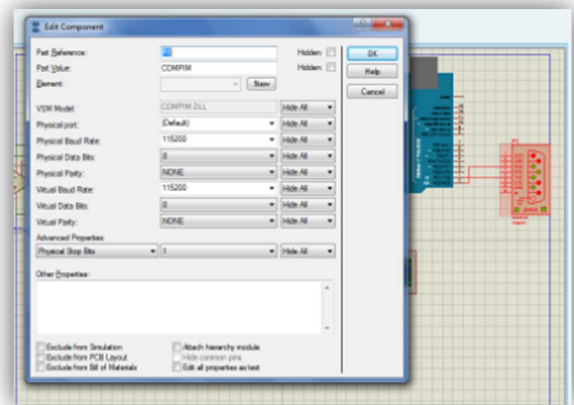 Edit Component
Part Reference: Hidden:
Part Value: COMPIM Hidden:
Element: New
VSM Model: COMPIM.DLL Hide All
Physical port: (Default) Hide All
Physical Baud Rate: 115200 Hide All
Physical Data Bits: 8 Hide All
Physical Parity: NONE Hide All
Virtual Baud Rate: 115200 Hide All
Virtual Data Bits: 8 Hide All
Virtual Parity: NONE Hide All
Advanced Properties:
Physical Stop Bits 1 Hide All
Other Properties:
Exclude from Simulation Attach hierarchy module
Exclude from PCB Layout Hide common pins
Exclude from Bill of Materials Edit all properties as text
OK
Help
Cancel